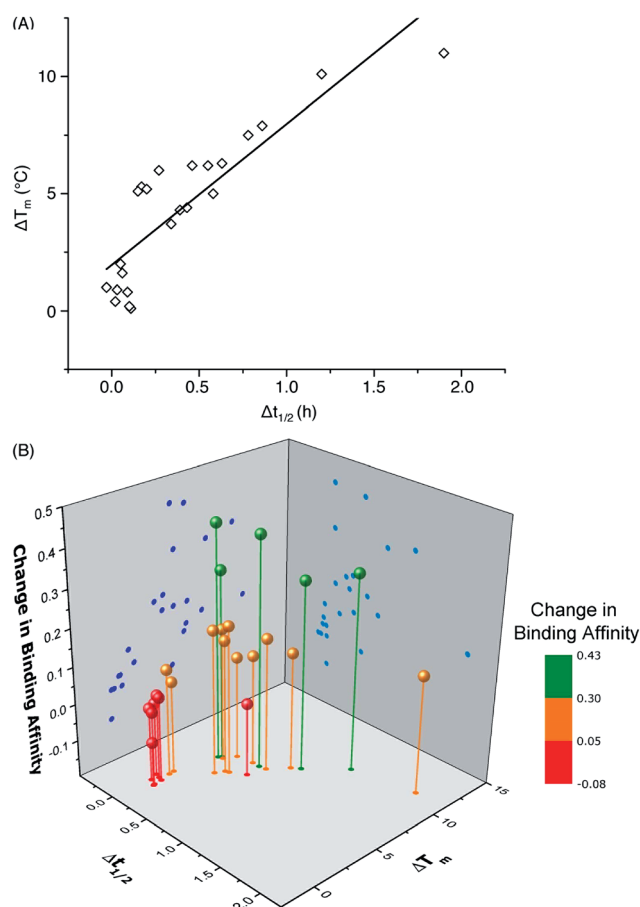 (A)
10
5
0
ΔTm (°C)
0.0 0.5 1.0 1.5 2.0
Δt1/2 (h)
(B)
0.5
0.4
0.3
0.2
0.1
0.0
-0.1
Change in Binding Affinity
0.0
0.5
1.0
1.5
2.0
Δt1/2
0
5
10
15
ΔTm
Change in
Binding Affinity
0.43
0.30
0.05
-0.08